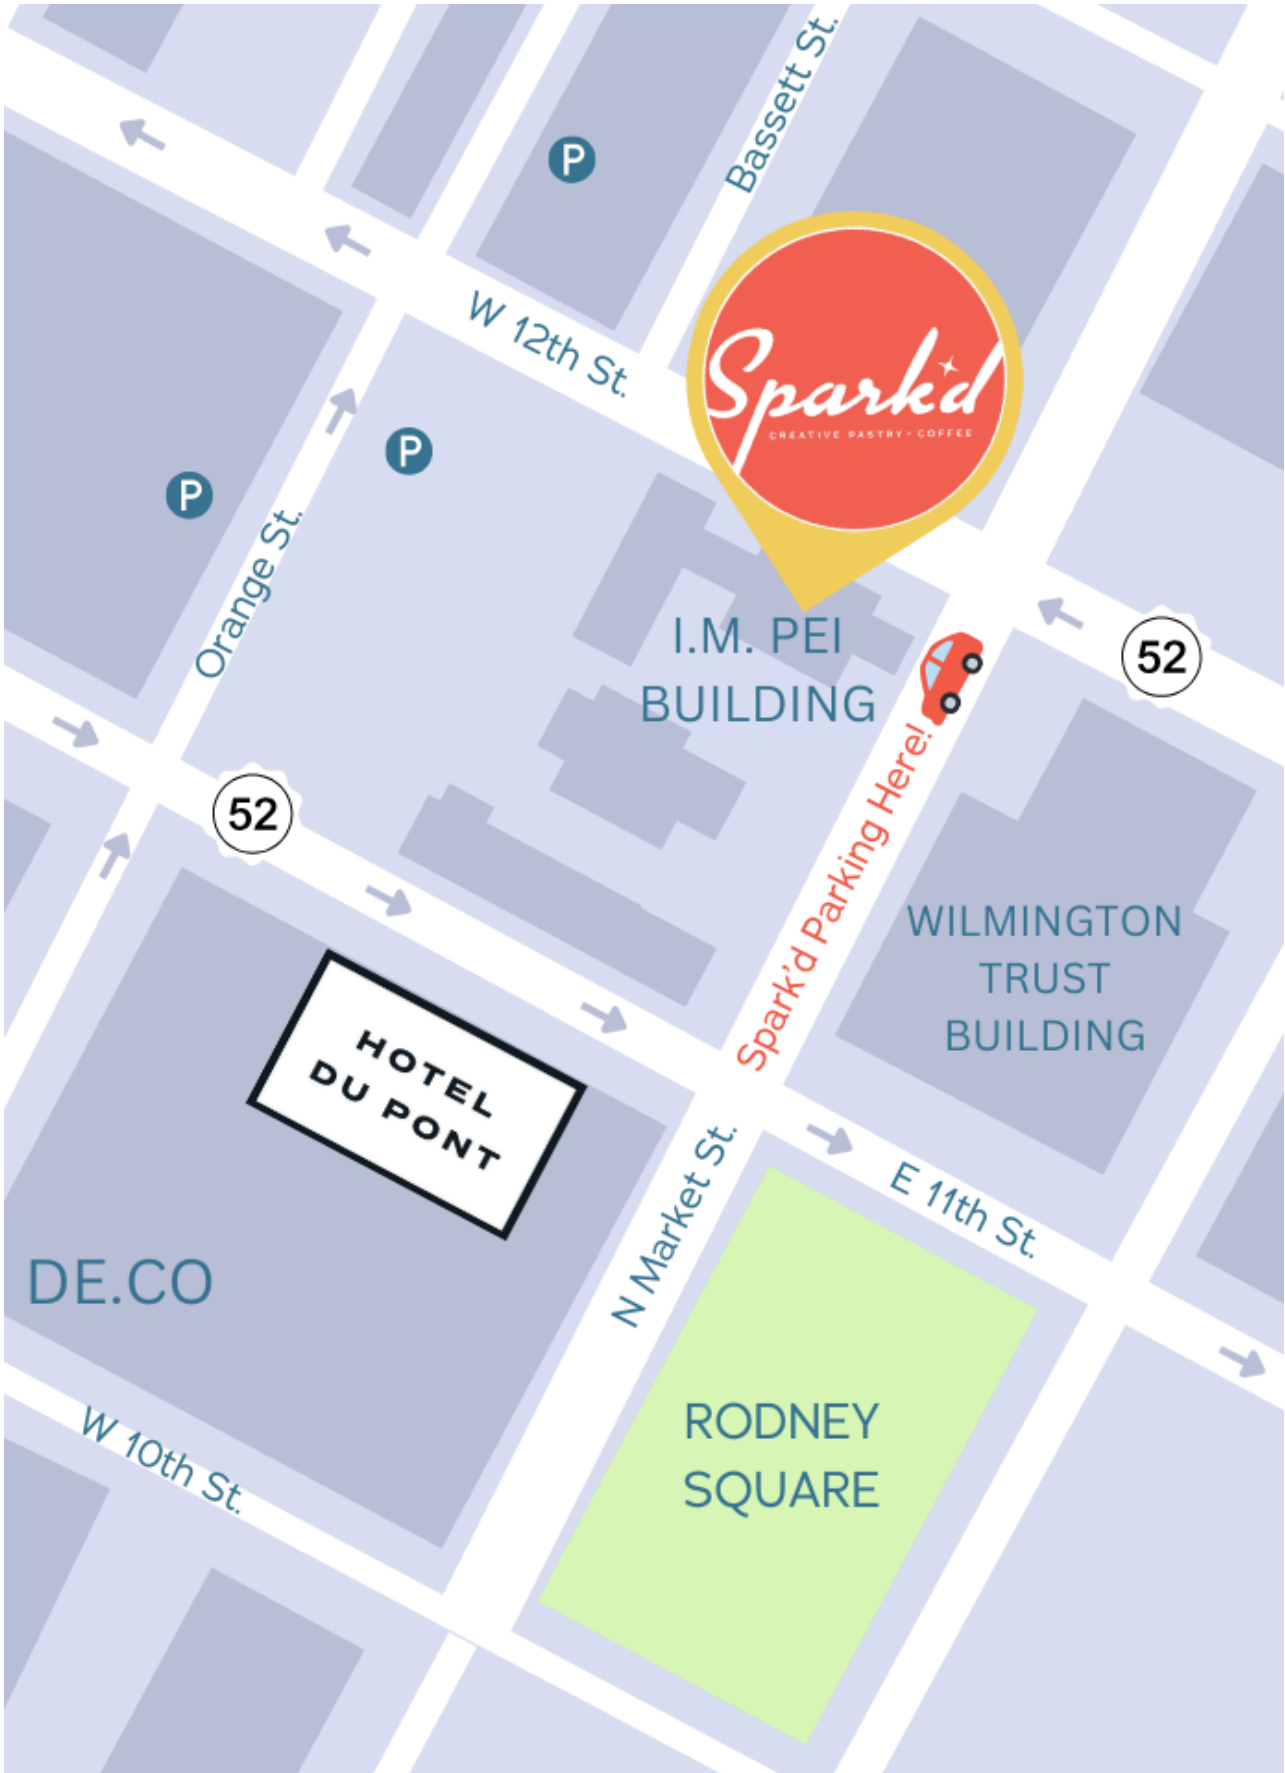 Bassett St.
P
W 12th St.
Spark'd
CREATIVE PASTRY • COFFEE
P
P
Orange St.
I.M. PEI
BUILDING
52
52
Spark'd Parking Here!
WILMINGTON
TRUST
BUILDING
HOTEL
DU PONT
N Market St.
E 11th St.
DE.CO
RODNEY
SQUARE
W 10th St.